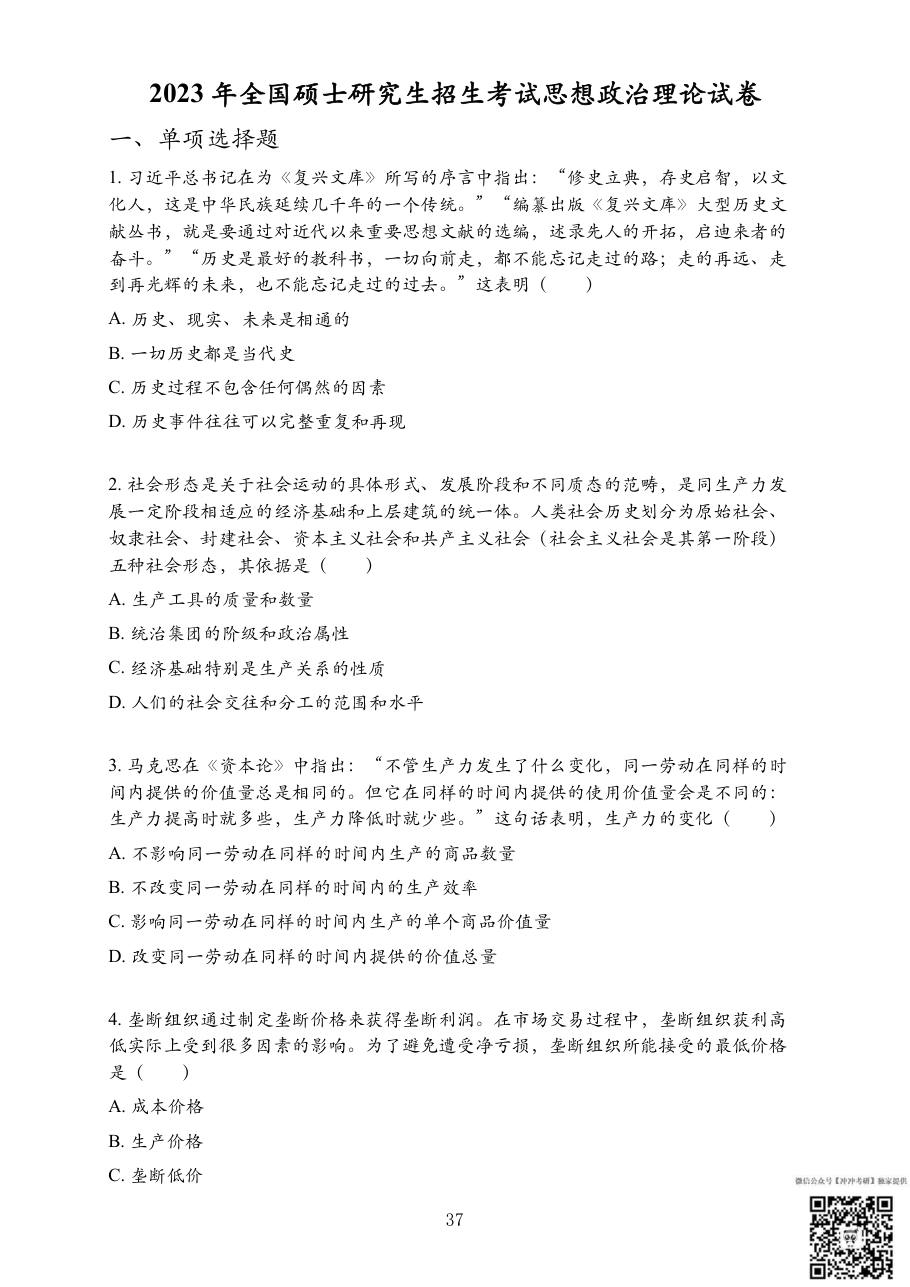 2023 年全国硕士研究生招生考试思想政治理论试卷
一、单项选择题
1. 习近平总书记在为《复兴文库》所写的序言中指出：“修史立典，存史启智，以文
化人，这是中华民族延续几千年的一个传统。”“编纂出版《复兴文库》大型历史文
献丛书，就是要通过对近代以来重要思想文献的选编，述录先人的开拓，启迪来者的
奋斗。”“历史是最好的教科书，一切向前走，都不能忘记走过的路；走的再远、走
到再光辉的未来，也不能忘记走过的过去。”这表明（　　）
A. 历史、现实、未来是相通的
B. 一切历史都是当代史
C. 历史过程不包含任何偶然的因素
D. 历史事件往往可以完整重复和再现
2. 社会形态是关于社会运动的具体形式、发展阶段和不同质态的范畴，是同生产力发
展一定阶段相适应的经济基础和上层建筑的统一体。人类社会历史划分为原始社会、
奴隶社会、封建社会、资本主义社会和共产主义社会（社会主义社会是其第一阶段）
五种社会形态，其依据是（　　）
A. 生产工具的质量和数量
B. 统治集团的阶级和政治属性
C. 经济基础特别是生产关系的性质
D. 人们的社会交往和分工的范围和水平
3. 马克思在《资本论》中指出：“不管生产力发生了什么变化，同一劳动在同样的时
间内提供的价值量总是相同的。但它在同样的时间内提供的使用价值量会是不同的：
生产力提高时就多些，生产力降低时就少些。”这句话表明，生产力的变化（　　）
A. 不影响同一劳动在同样的时间内生产的商品数量
B. 不改变同一劳动在同样的时间内的生产效率
C. 影响同一劳动在同样的时间内生产的单个商品价值量
D. 改变同一劳动在同样的时间内提供的价值总量
4. 垄断组织通过制定垄断价格来获得垄断利润。在市场交易过程中，垄断组织获利高
低实际上受到很多因素的影响。为了避免遭受净亏损，垄断组织所能接受的最低价格
是（　　）
A. 成本价格
B. 生产价格
C. 垄断低价
微信公众号【冲冲考研】独家提供
37